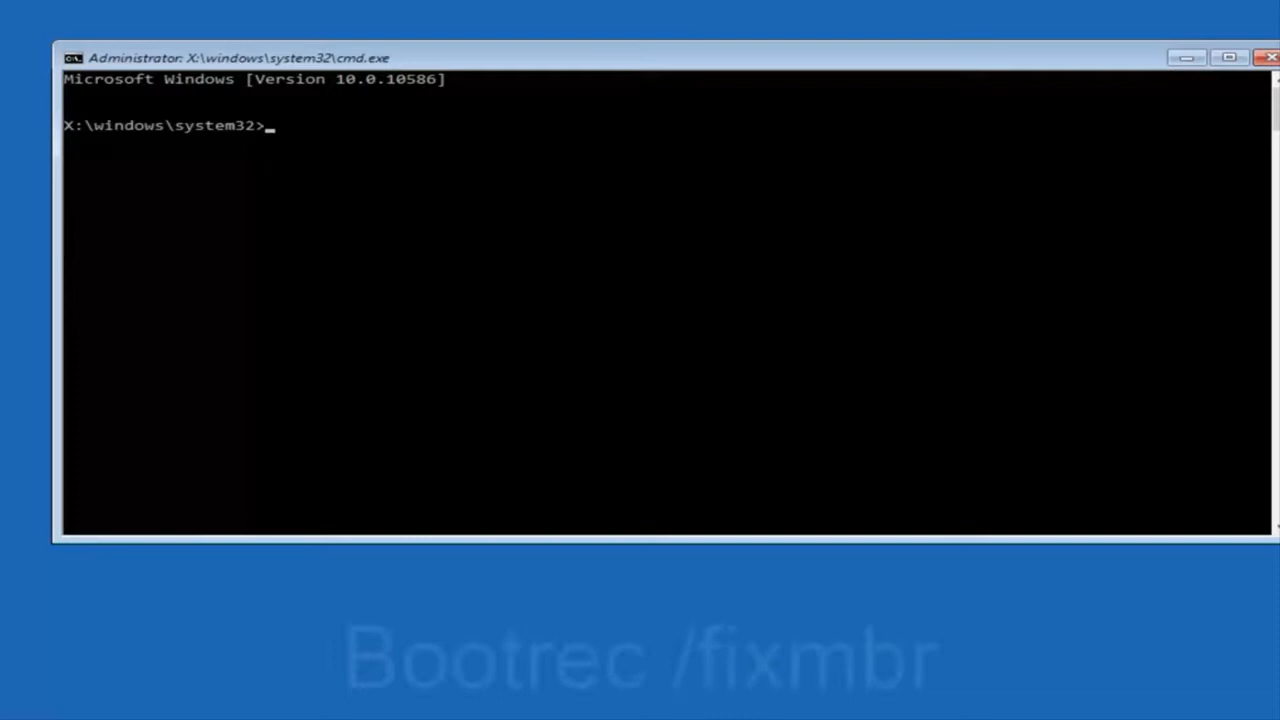 Administrator: X:\windows\system32\cmd.exe
Microsoft Windows [Version 10.0.10586]
X:\windows\system32>_
Bootrec /fixmbr